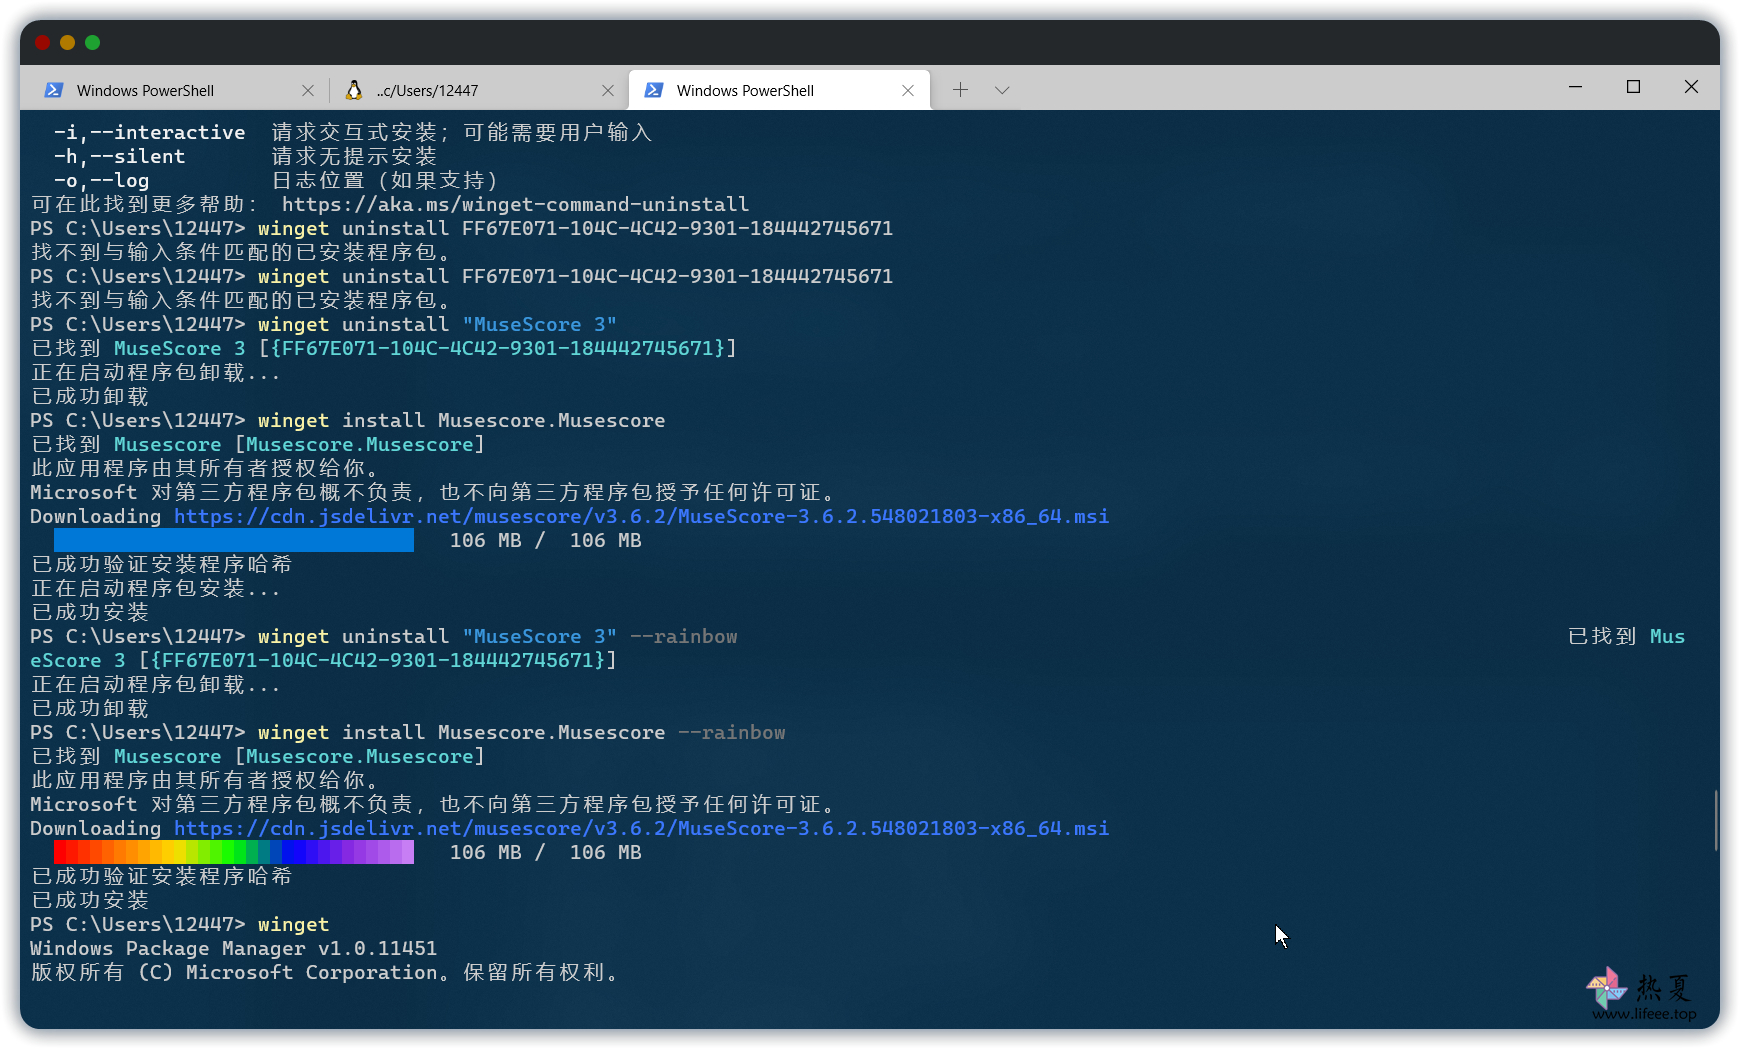 Windows PowerShell
..c/Users/12447
Windows PowerShell
-i,--interactive 请求交互式安装；可能需要用户输入
-h,--silent 请求无提示安装
-o,--log 日志位置（如果支持）
可在此找到更多帮助： https://aka.ms/winget-command-uninstall
PS C:\Users\12447> winget uninstall FF67E071-104C-4C42-9301-184442745671
找不到与输入条件匹配的已安装程序包。
PS C:\Users\12447> winget uninstall FF67E071-104C-4C42-9301-184442745671
找不到与输入条件匹配的已安装程序包。
PS C:\Users\12447> winget uninstall "MuseScore 3"
已找到 MuseScore 3 [{FF67E071-104C-4C42-9301-184442745671}]
正在启动程序包卸载...
已成功卸载
PS C:\Users\12447> winget install Musescore.Musescore
已找到 Musescore [Musescore.Musescore]
此应用程序由其所有者授权给你。
Microsoft 对第三方程序包概不负责，也不向第三方程序包授予任何许可证。
Downloading https://cdn.jsdelivr.net/musescore/v3.6.2/MuseScore-3.6.2.548021803-x86_64.msi
106 MB / 106 MB
已成功验证安装程序哈希
正在启动程序包安装...
已成功安装
PS C:\Users\12447> winget uninstall "MuseScore 3" --rainbow 已找到 Mus
eScore 3 [{FF67E071-104C-4C42-9301-184442745671}]
正在启动程序包卸载...
已成功卸载
PS C:\Users\12447> winget install Musescore.Musescore --rainbow
已找到 Musescore [Musescore.Musescore]
此应用程序由其所有者授权给你。
Microsoft 对第三方程序包概不负责，也不向第三方程序包授予任何许可证。
Downloading https://cdn.jsdelivr.net/musescore/v3.6.2/MuseScore-3.6.2.548021803-x86_64.msi
106 MB / 106 MB
已成功验证安装程序哈希
已成功安装
PS C:\Users\12447> winget
Windows Package Manager v1.0.11451
版权所有 (C) Microsoft Corporation。保留所有权利。
热夏
www.lifeee.top